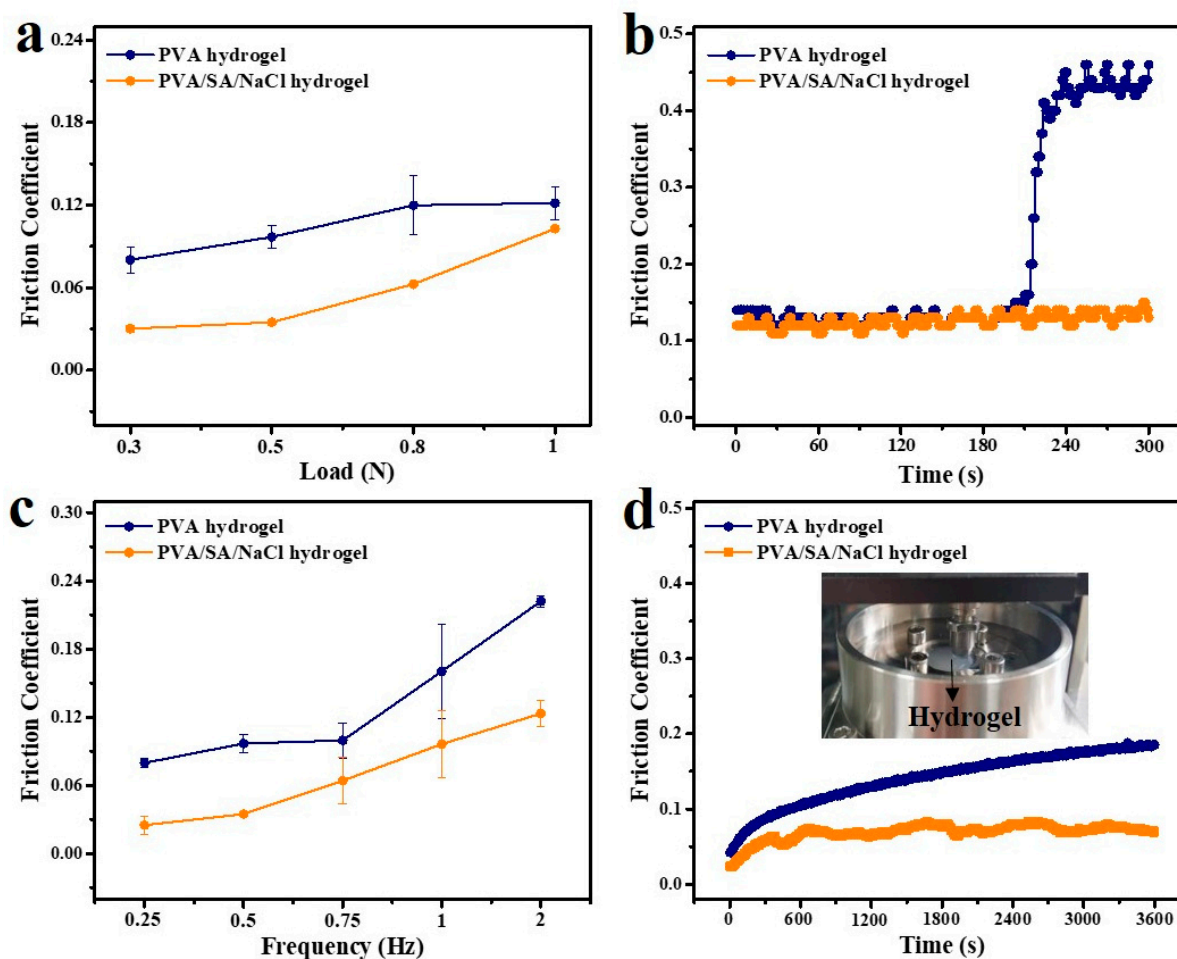 a
PVA hydrogel
PVA/SA/NaCl hydrogel
Friction Coefficient
0.24
0.18
0.12
0.06
0.00
0.3
0.5
0.8
1
Load (N)
b
PVA hydrogel
PVA/SA/NaCl hydrogel
Friction Coefficient
0.5
0.4
0.3
0.2
0.1
0.0
0
60
120
180
240
300
Time (s)
c
PVA hydrogel
PVA/SA/NaCl hydrogel
Friction Coefficient
0.30
0.24
0.18
0.12
0.06
0.00
0.25
0.5
0.75
1
2
Frequency (Hz)
d
PVA hydrogel
PVA/SA/NaCl hydrogel
Friction Coefficient
0.5
0.4
0.3
0.2
0.1
0.0
Hydrogel
0
600
1200
1800
2400
3000
3600
Time (s)